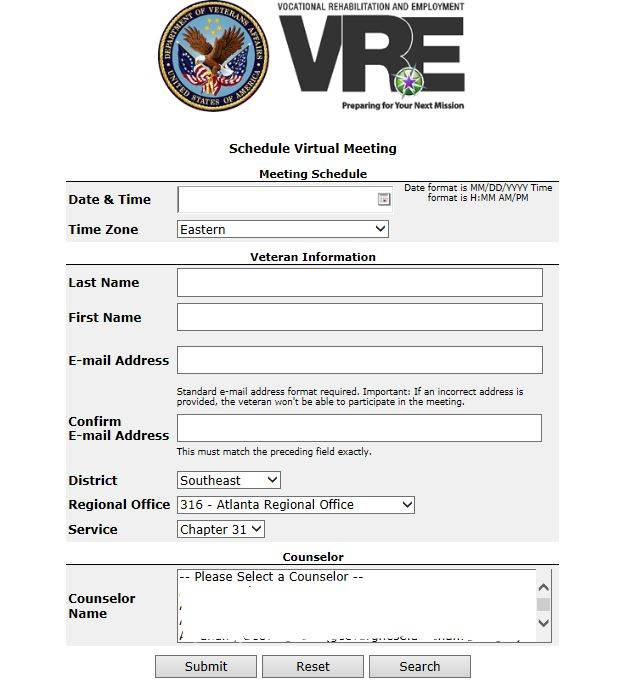 DEPARTMENT OF VETERANS AFFAIRS
UNITED STATES OF AMERICA
VOCATIONAL REHABILITATION AND EMPLOYMENT
VRE
Preparing for Your Next Mission
Schedule Virtual Meeting
Meeting Schedule
Date & Time
Date format is MM/DD/YYYY Time
format is H:MM AM/PM
Time Zone Eastern
Veteran Information
Last Name
First Name
E-mail Address
Standard e-mail address format required. Important: If an incorrect address is
provided, the veteran won't be able to participate in the meeting.
Confirm
E-mail Address
This must match the preceding field exactly.
District Southeast
Regional Office 316 - Atlanta Regional Office
Service Chapter 31
Counselor
-- Please Select a Counselor --
Counselor
Name
Submit Reset Search